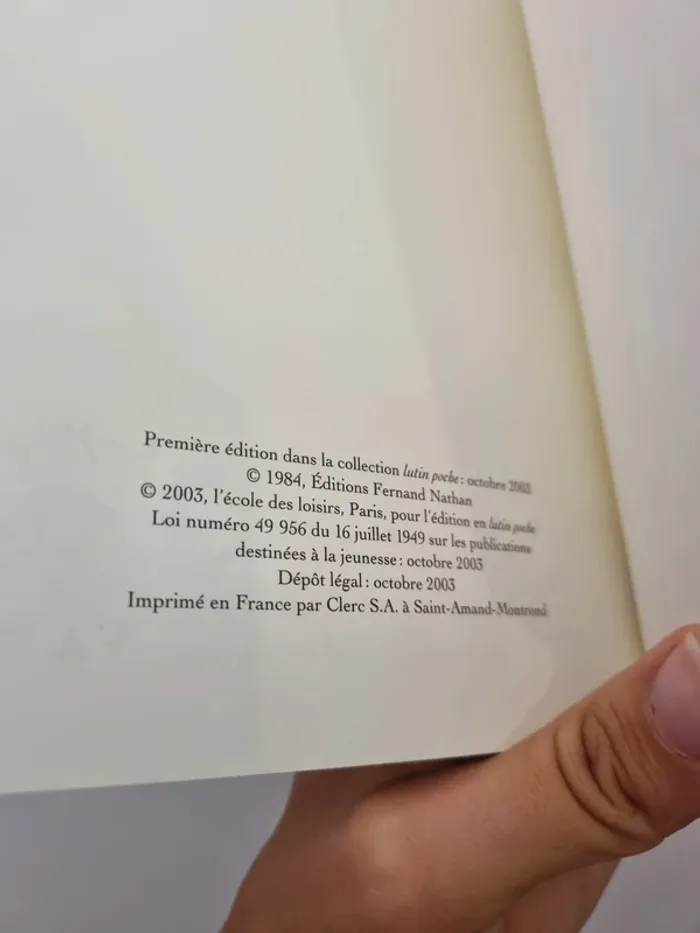 Première édition dans la collection lutin poche : octobre 2003
© 1984, Éditions Fernand Nathan
© 2003, l'école des loisirs, Paris, pour l'édition en lutin poche
Loi numéro 49 956 du 16 juillet 1949 sur les publications
destinées à la jeunesse : octobre 2003
Dépôt légal : octobre 2003
Imprimé en France par Clerc S.A. à Saint-Amand-Montrond